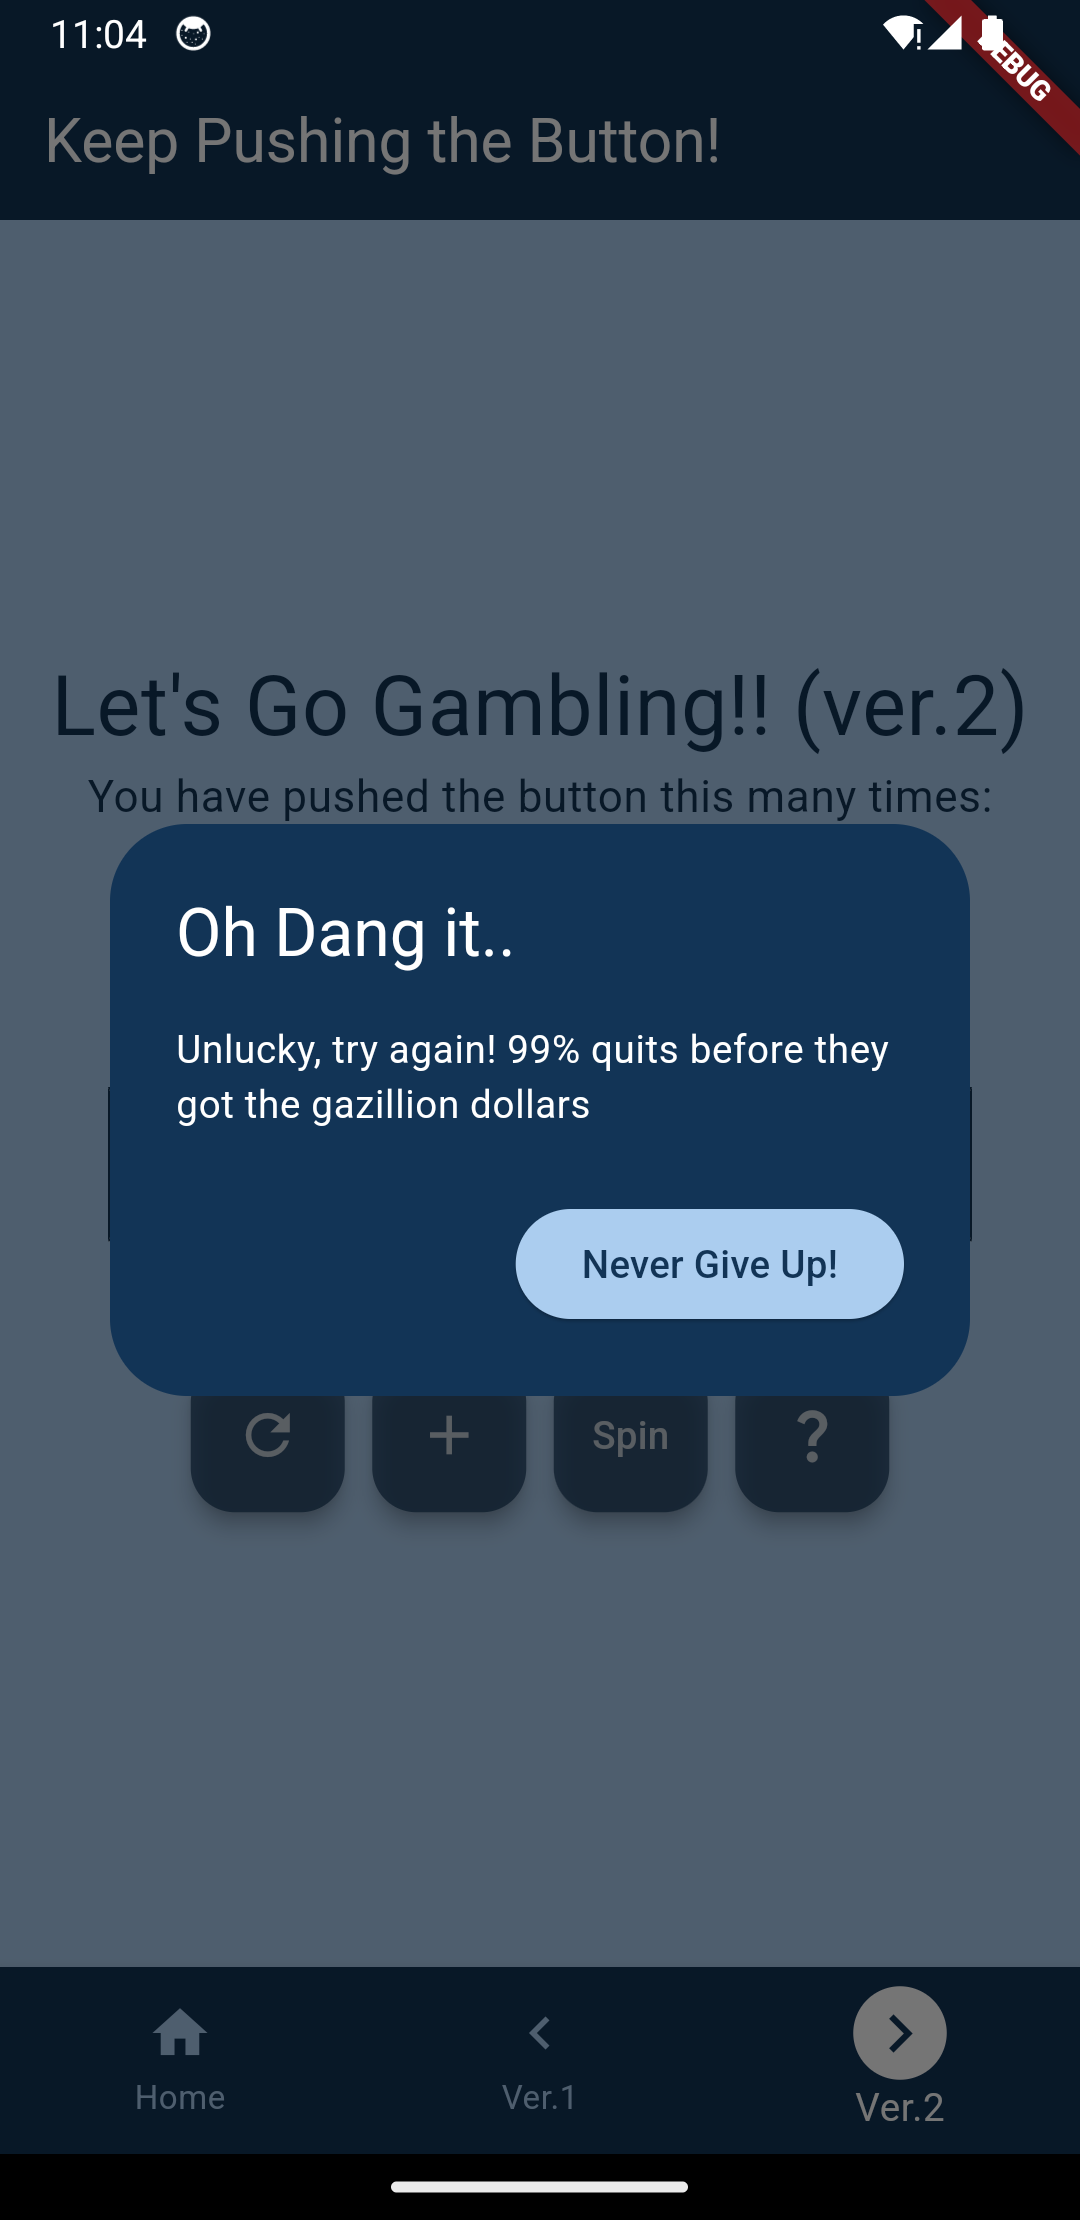 11:04
DEBUG
Keep Pushing the Button!
Let's Go Gambling!! (ver.2)
You have pushed the button this many times:
Oh Dang it..
Unlucky, try again! 99% quits before they
got the gazillion dollars
Never Give Up!
+ Spin ?
Home Ver.1 Ver.2